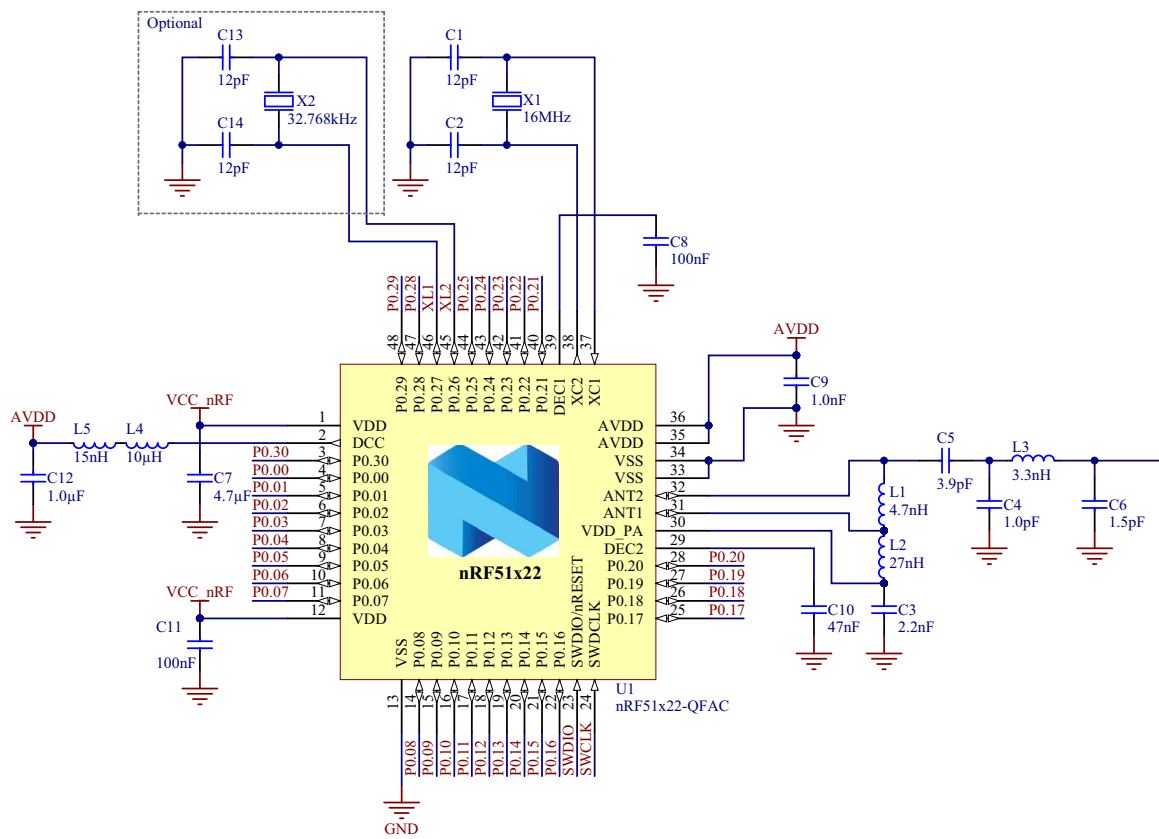 Optional
C13
12pF
X2
32.768kHz
C14
12pF
C1
12pF
X1
16MHz
C2
12pF
C8
100nF
P0.29
P0.28
XL1
XL2
P0.25
P0.24
P0.23
P0.22
P0.21
48
47
46
45
44
43
42
41
40
39
38
37
P0.29
P0.28
P0.27
P0.26
P0.25
P0.24
P0.23
P0.22
P0.21
DEC1
XC2
XC1
AVDD
C9
1.0nF
VCC_nRF
AVDD
L5
15nH
L4
10µH
C12
1.0µF
C7
4.7µF
P0.30
P0.00
P0.01
P0.02
P0.03
P0.04
P0.05
P0.06
P0.07
VCC_nRF
C11
100nF
1
2
3
4
5
6
7
8
9
10
11
12
VDD
DCC
P0.30
P0.00
P0.01
P0.02
P0.03
P0.04
P0.05
P0.06
P0.07
VDD
nRF51x22
AVDD
AVDD
VSS
VSS
ANT2
ANT1
VDD_PA
DEC2
P0.20
P0.19
P0.18
P0.17
36
35
34
33
32
31
30
29
28
27
26
25
P0.20
P0.19
P0.18
P0.17
C5
3.9pF
L3
3.3nH
L1
4.7nH
C4
1.0pF
C6
1.5pF
L2
27nH
C10
47nF
C3
2.2nF
VSS
P0.08
P0.09
P0.10
P0.11
P0.12
P0.13
P0.14
P0.15
P0.16
SWDIO/nRESET
SWDCLK
U1
nRF51x22-QFAC
13
14
15
16
17
18
19
20
21
22
23
24
P0.08
P0.09
P0.10
P0.11
P0.12
P0.13
P0.14
P0.15
P0.16
SWDIO
SWCLK
GND